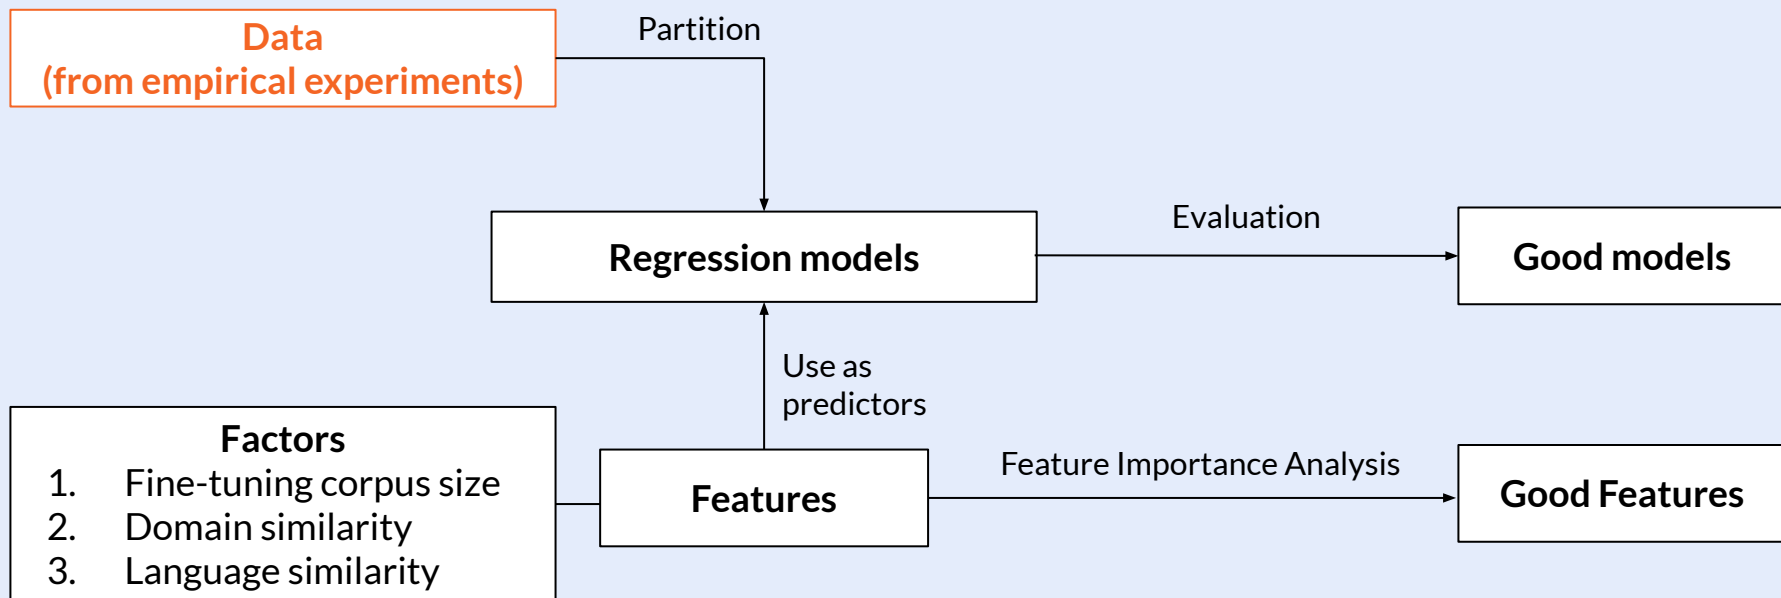 Data
(from empirical experiments)
Partition
Regression models
Evaluation
Good models
Use as
predictors
Factors
1. Fine-tuning corpus size
2. Domain similarity
3. Language similarity
Features
Feature Importance Analysis
Good Features